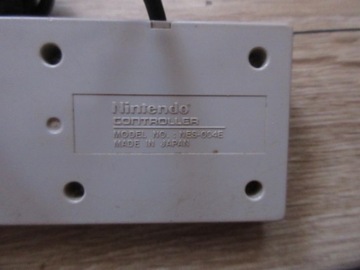 Nintendo
CONTROLLER
MODEL NO. : NES-004E
MADE IN JAPAN